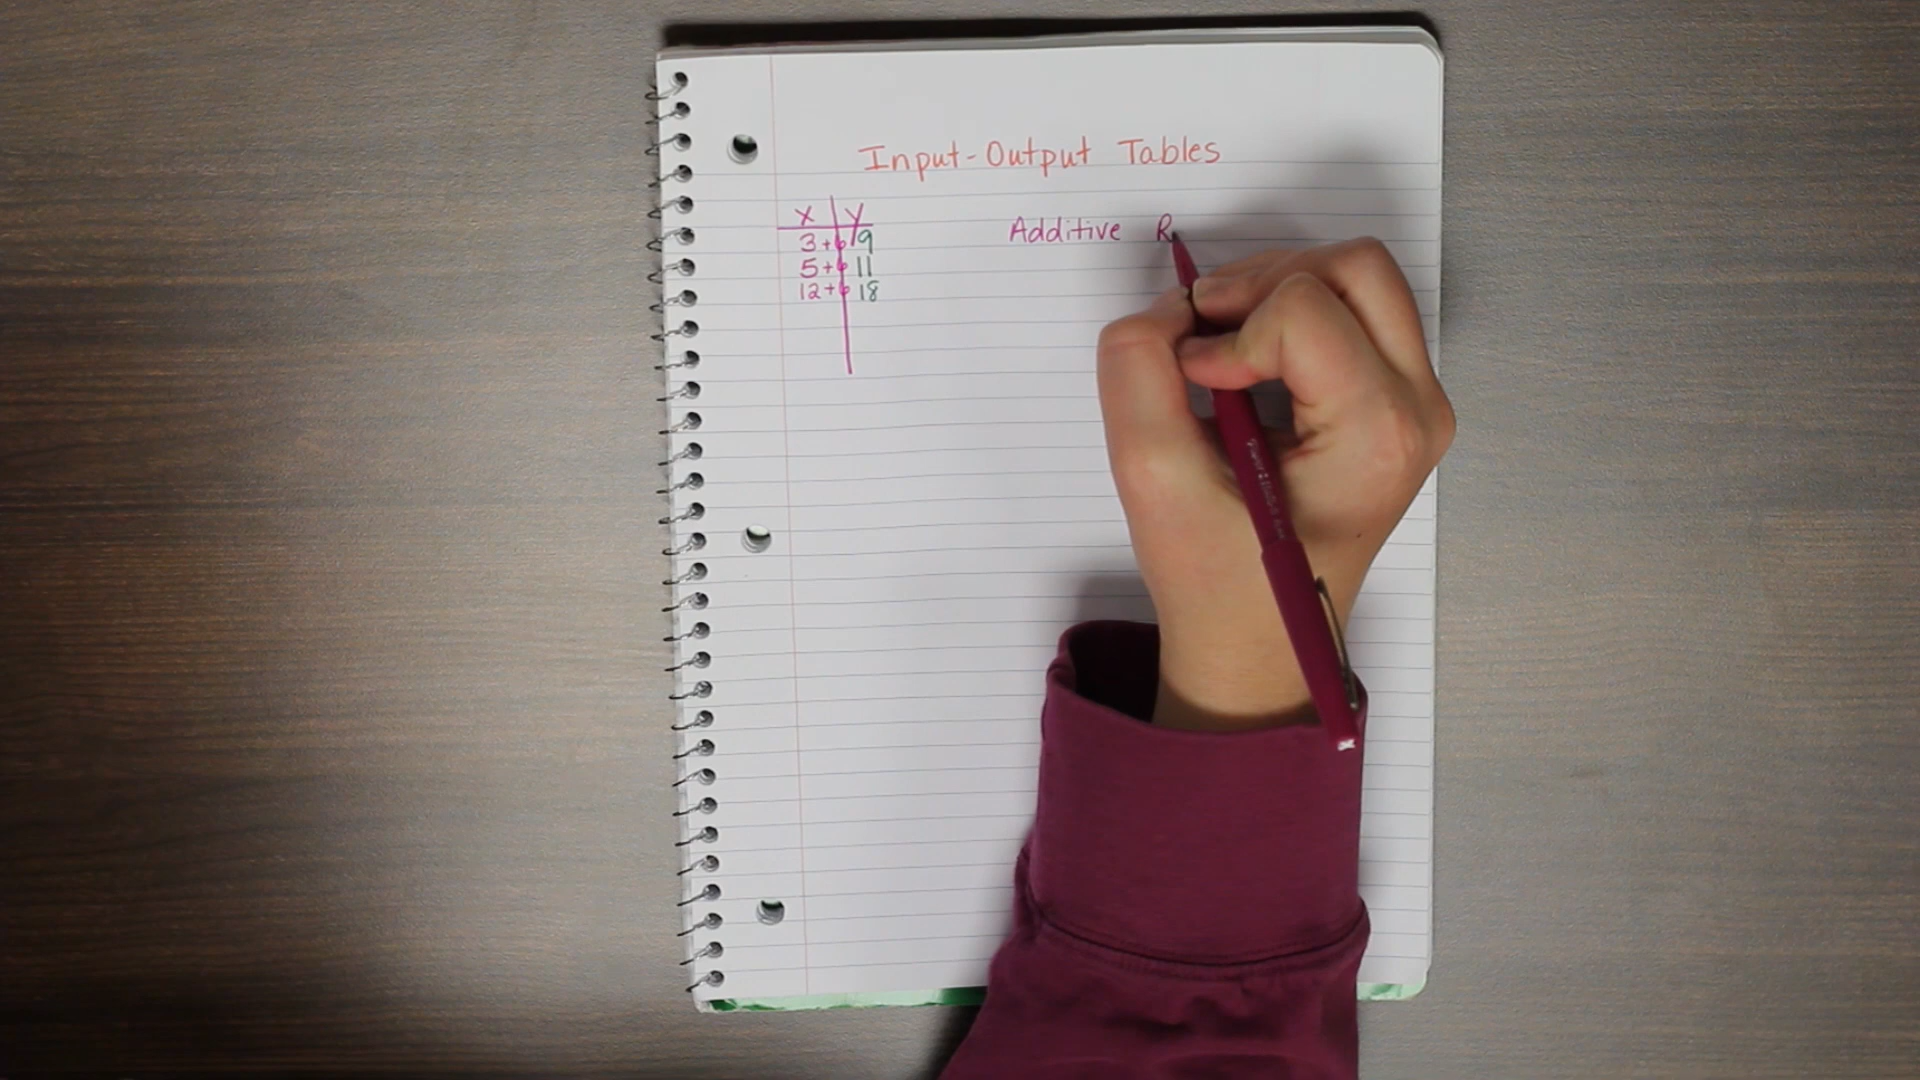 Input-Output Tables
x y
3+6 9
5+6 11
12+6 18
Additive R